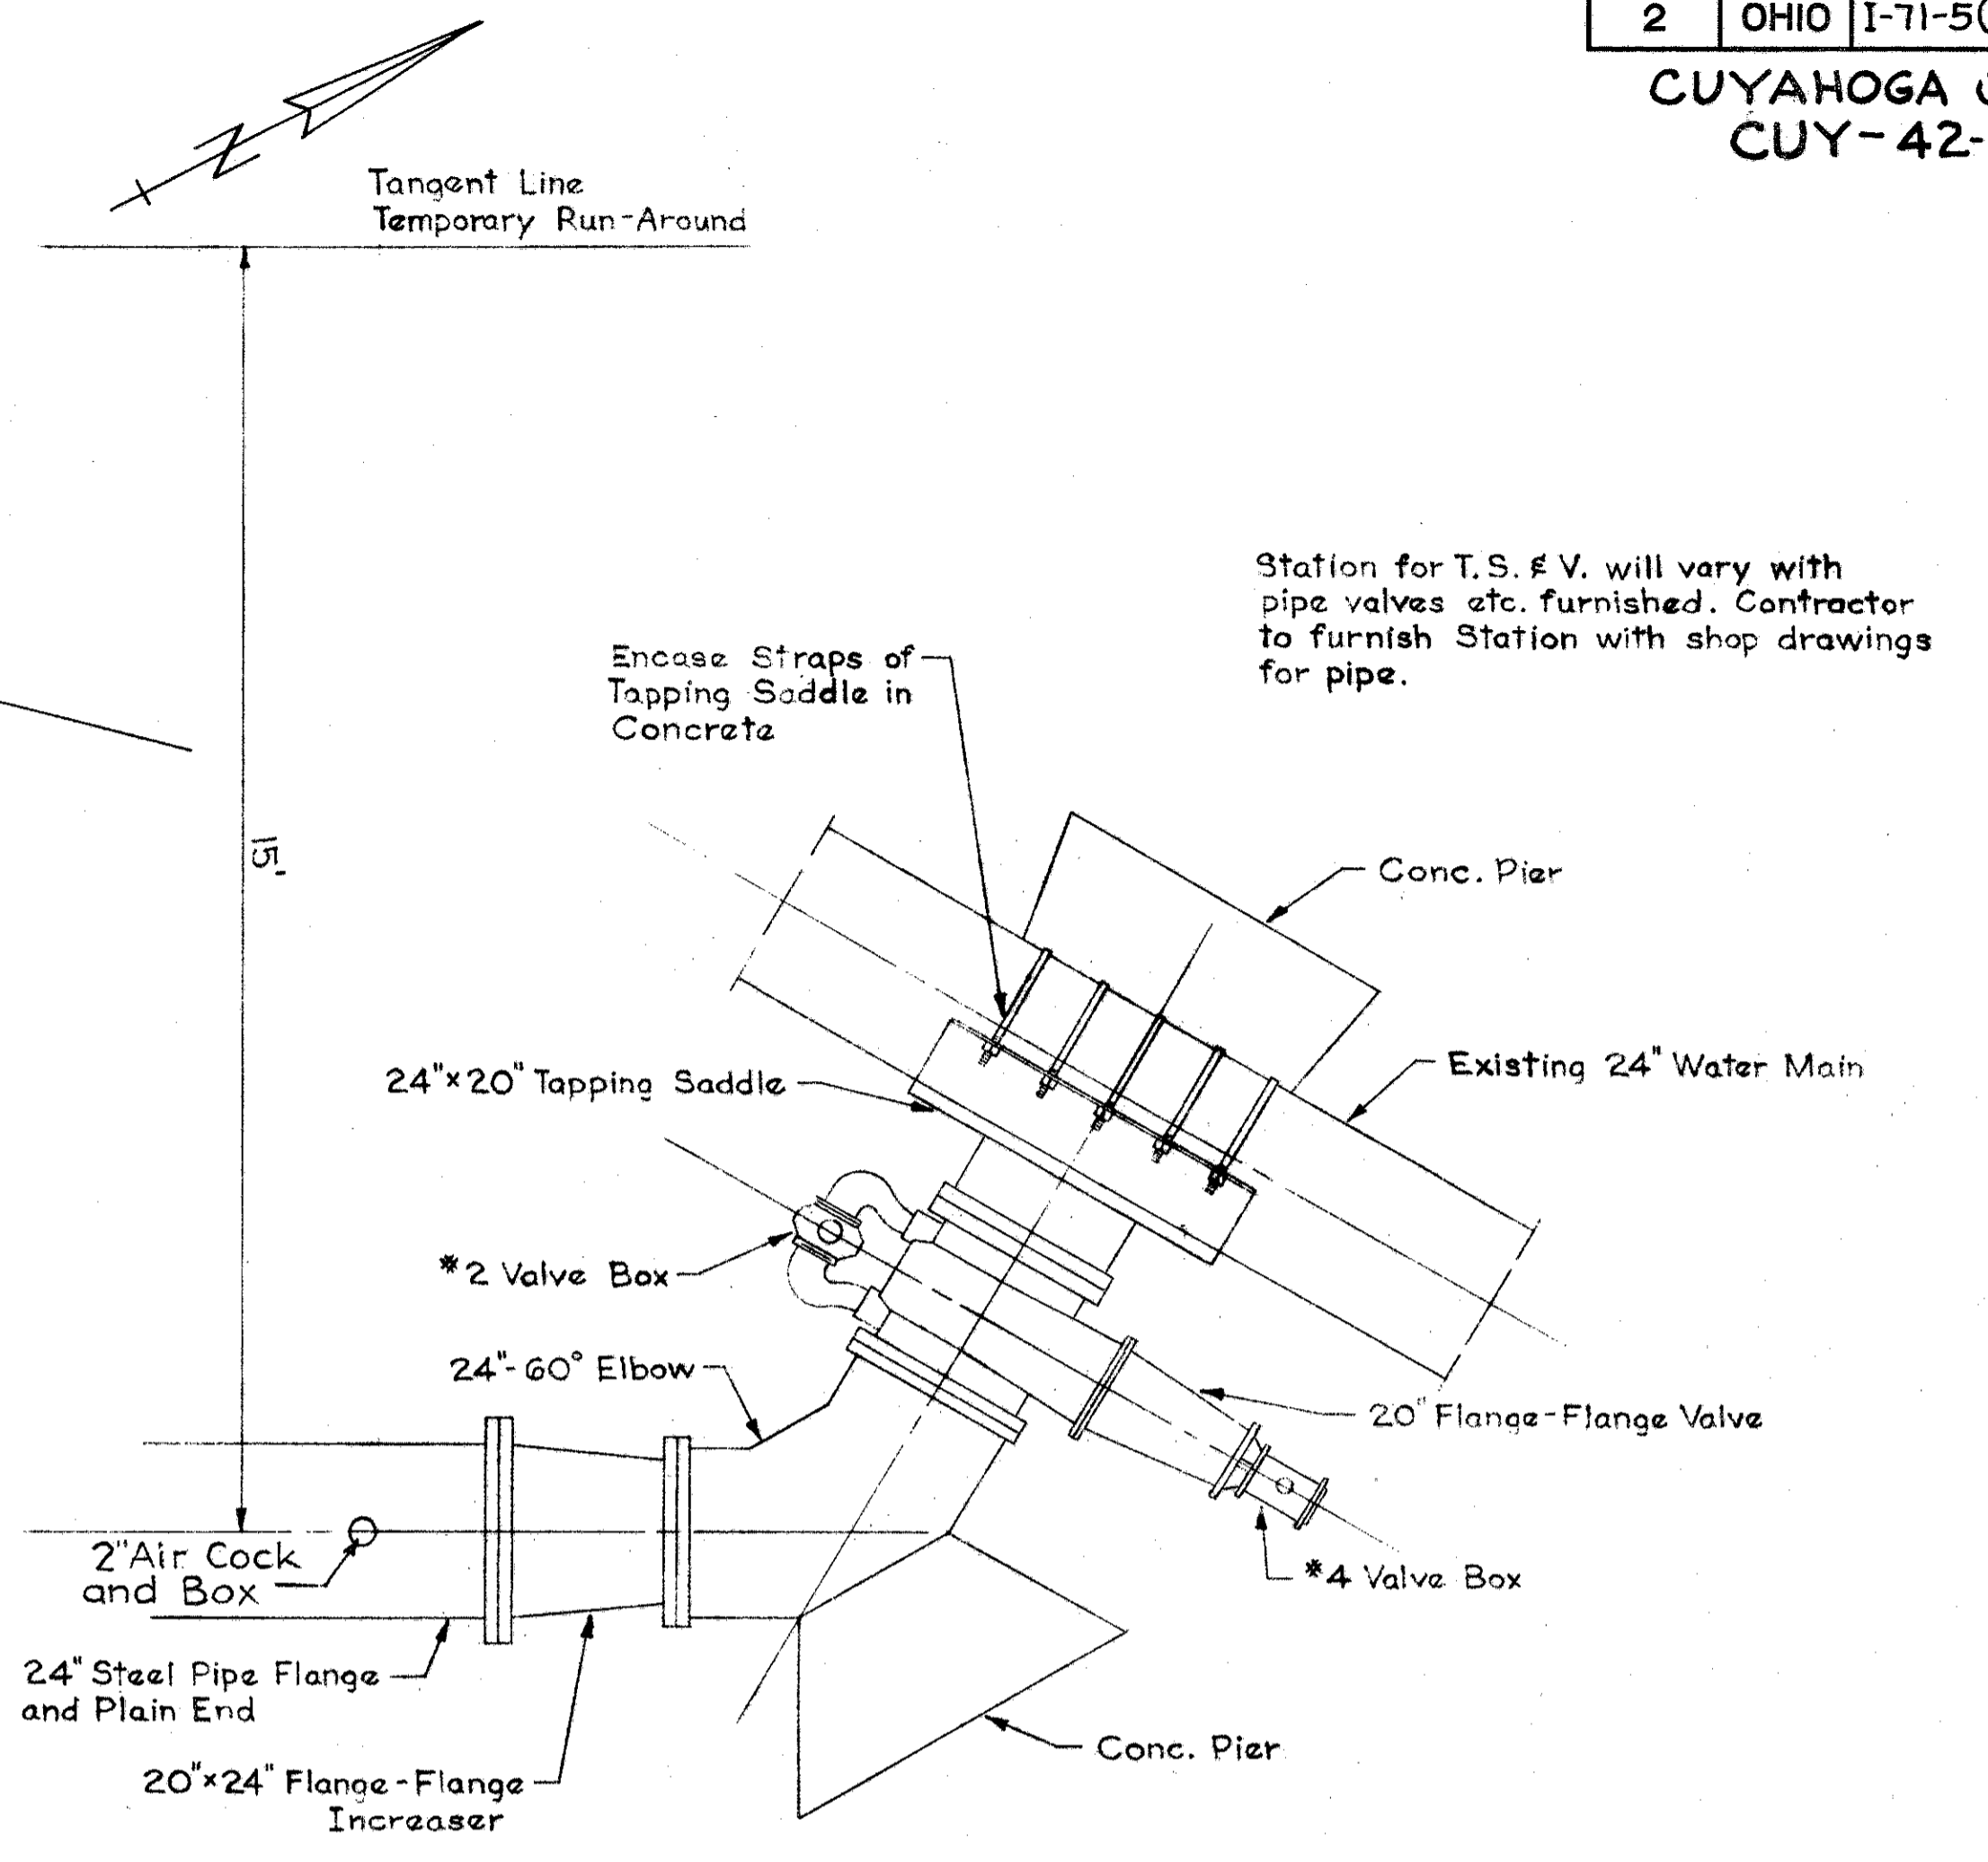 2 OHIO I-71-5(
CUYAHOGA
CUY-42-
N
Tangent Line
Temporary Run-Around
15'
Station for T.S. & V. will vary with
pipe valves etc. furnished. Contractor
to furnish Station with shop drawings
for pipe.
Encase Straps of
Tapping Saddle in
Concrete
Conc. Pier
Existing 24" Water Main
24"x20" Tapping Saddle
#2 Valve Box
24"-60° Elbow
20" Flange-Flange Valve
2" Air Cock
and Box
#4 Valve Box
24" Steel Pipe Flange
and Plain End
Conc. Pier
20"x24" Flange-Flange
Increaser